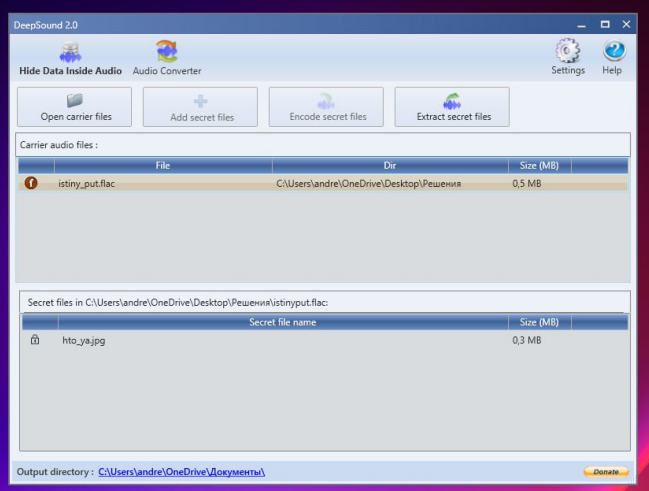 DeepSound 2.0
Hide Data Inside Audio Audio Converter Settings Help
Open carrier files Add secret files Encode secret files Extract secret files
Carrier audio files :
File Dir Size (MB)
f istiny_put.flac C:\Users\andre\OneDrive\Desktop\Решения 0,5 MB
Secret files in C:\Users\andre\OneDrive\Desktop\Решения\istinyput.flac:
Secret file name Size (MB)
hto_ya.jpg 0,3 MB
Output directory : C:\Users\andre\OneDrive\Документы\ Donate